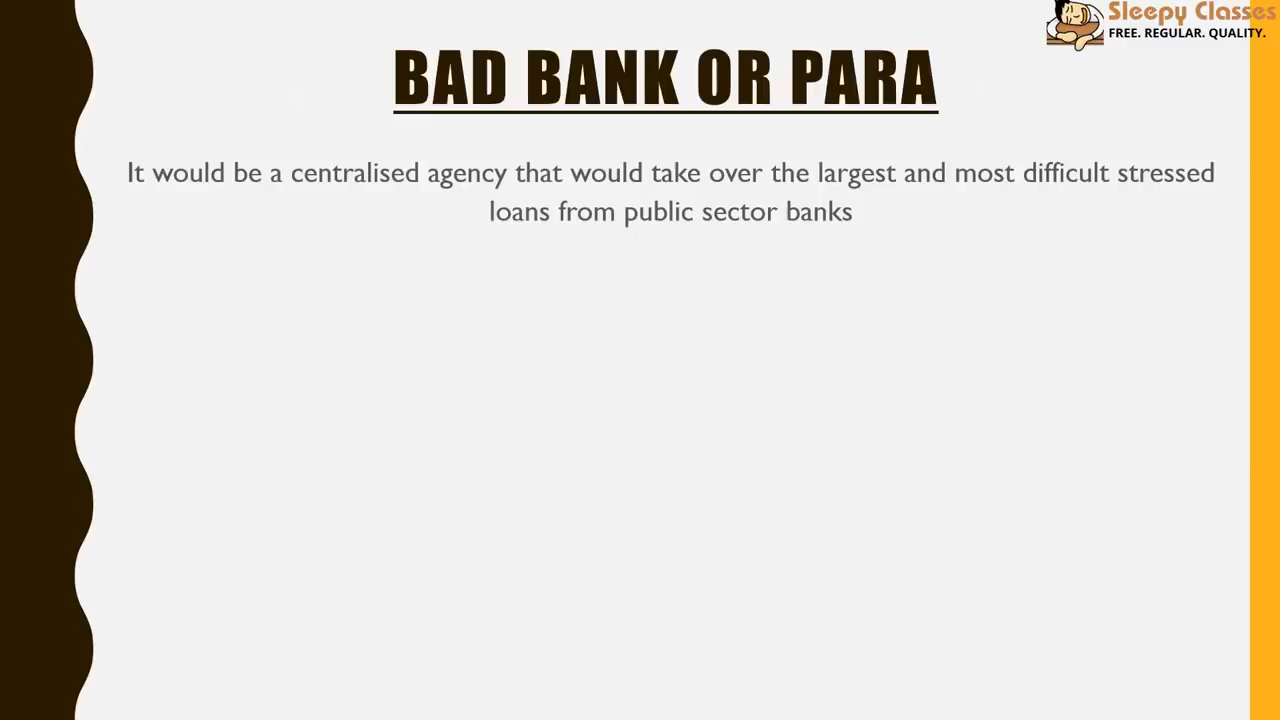 Sleepy Classes
FREE. REGULAR. QUALITY.
BAD BANK OR PARA
It would be a centralised agency that would take over the largest and most difficult stressed
loans from public sector banks